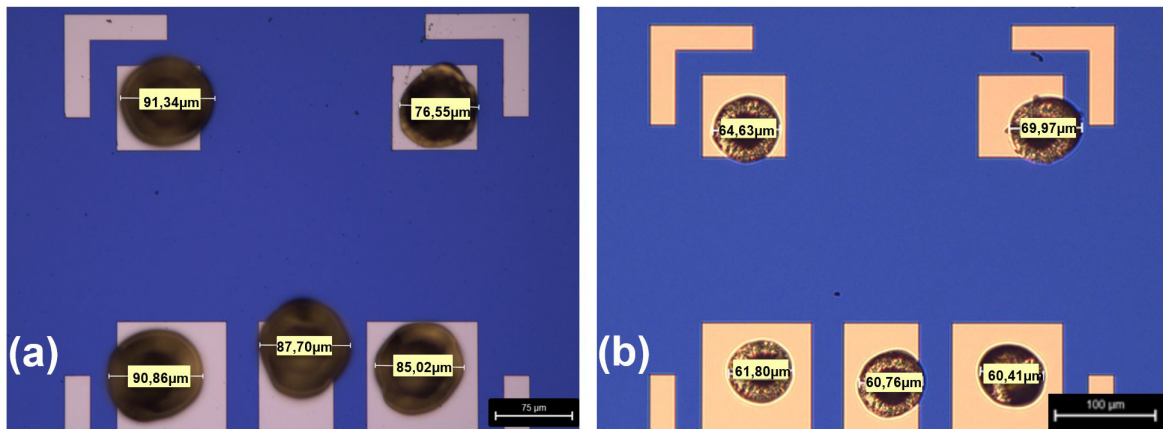 91,34µm
76,55µm
64,63µm
69,97µm
(a)
90,86µm
87,70µm
85,02µm
75 µm
(b)
61,80µm
60,76µm
60,41µm
100 µm